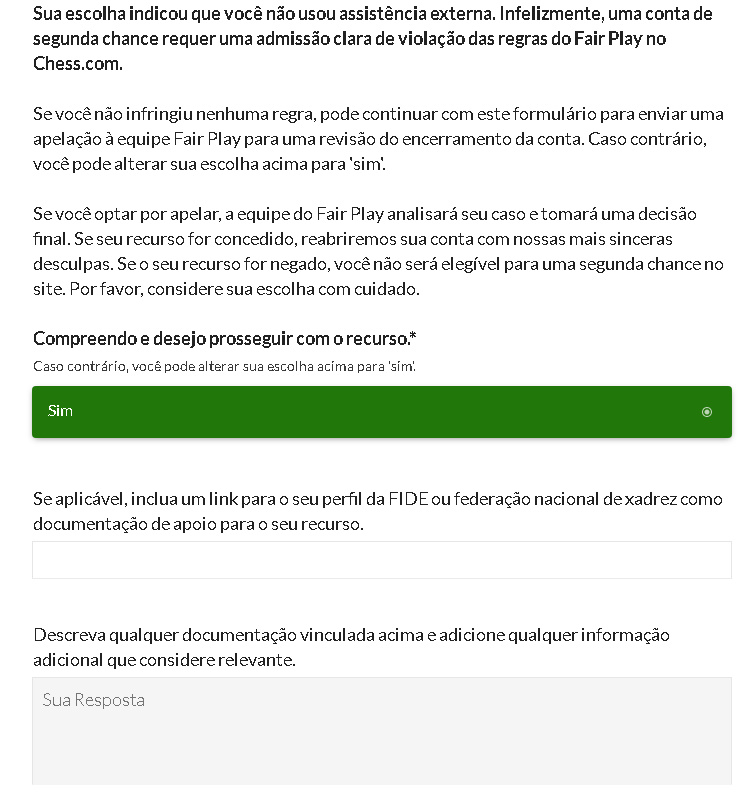 Sua escolha indicou que você não usou assistência externa. Infelizmente, uma conta de
segunda chance requer uma admissão clara de violação das regras do Fair Play no
Chess.com.
Se você não infringiu nenhuma regra, pode continuar com este formulário para enviar uma
apelação à equipe Fair Play para uma revisão do encerramento da conta. Caso contrário,
você pode alterar sua escolha acima para 'sim'.
Se você optar por apelar, a equipe do Fair Play analisará seu caso e tomará uma decisão
final. Se seu recurso for concedido, reabriremos sua conta com nossas mais sinceras
desculpas. Se o seu recurso for negado, você não será elegível para uma segunda chance no
site. Por favor, considere sua escolha com cuidado.
Compreendo e desejo prosseguir com o recurso.*
Caso contrário, você pode alterar sua escolha acima para 'sim'.
Sim
Se aplicável, inclua um link para o seu perfil da FIDE ou federação nacional de xadrez como
documentação de apoio para o seu recurso.
Descreva qualquer documentação vinculada acima e adicione qualquer informação
adicional que considere relevante.
Sua Resposta